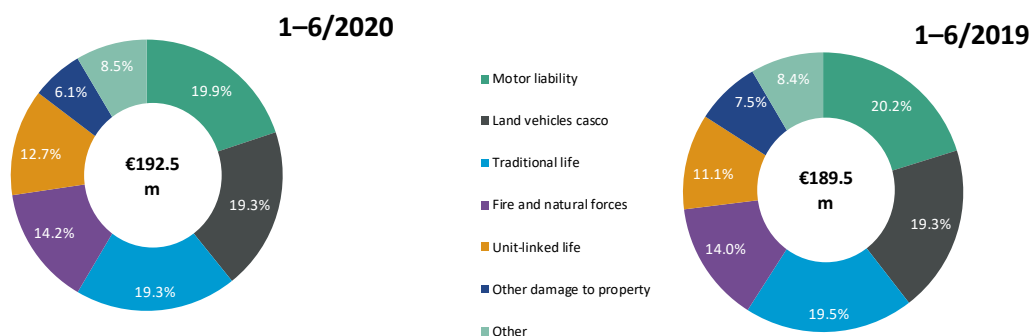 1–6/2020
8.5%
19.9%
6.1%
12.7%
€192.5
m
19.3%
14.2%
19.3%
Motor liability
Land vehicles casco
Traditional life
Fire and natural forces
Unit-linked life
Other damage to property
Other
1–6/2019
8.4%
20.2%
7.5%
11.1%
€189.5
m
19.3%
14.0%
19.5%